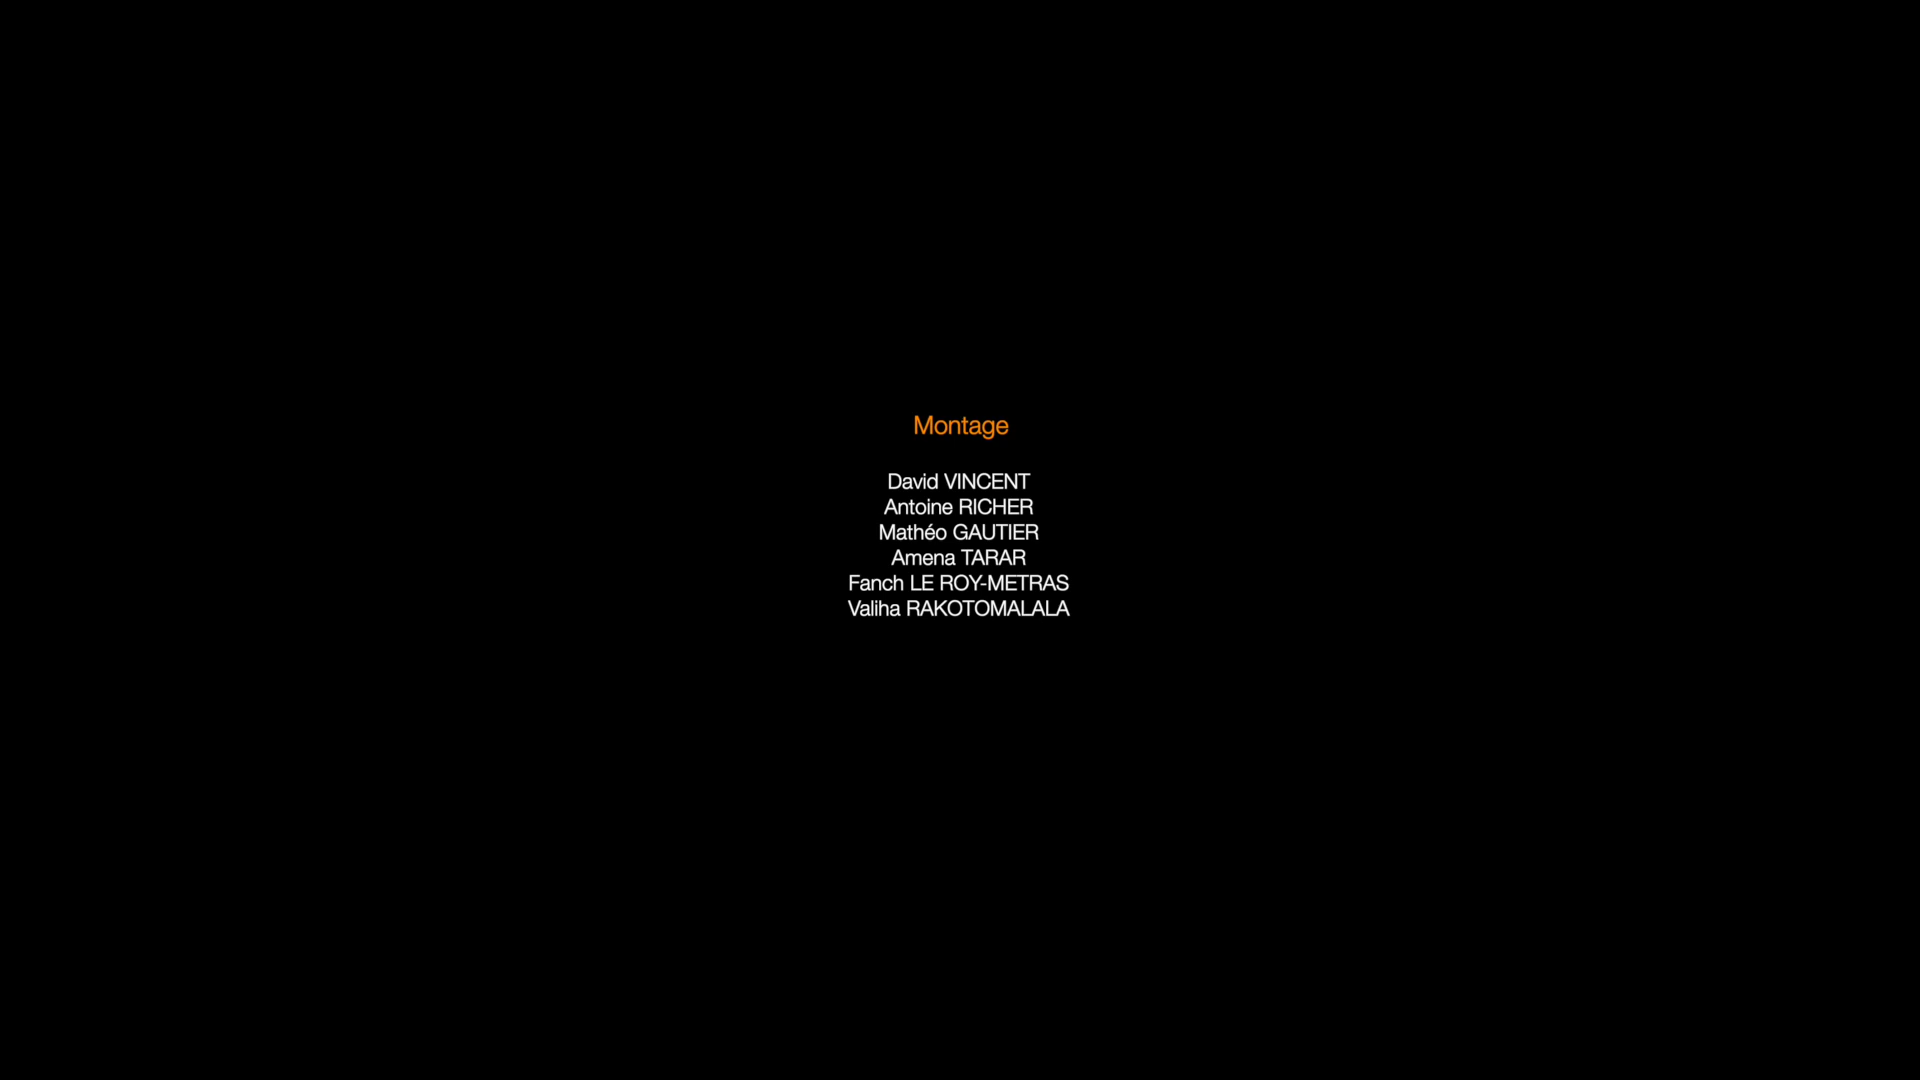 Montage
David VINCENT
Antoine RICHER
Mathéo GAUTIER
Amena TARAR
Fanch LE ROY-METRAS
Valiha RAKOTOMALALA